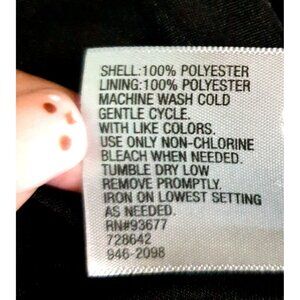 SHELL:100% POLYESTER
LINING:100% POLYESTER
MACHINE WASH COLD
GENTLE CYCLE.
WITH LIKE COLORS.
USE ONLY NON-CHLORINE
BLEACH WHEN NEEDED.
TUMBLE DRY LOW
REMOVE PROMPTLY.
IRON ON LOWEST SETTING
AS NEEDED.
RN#93677
728642
946-2098